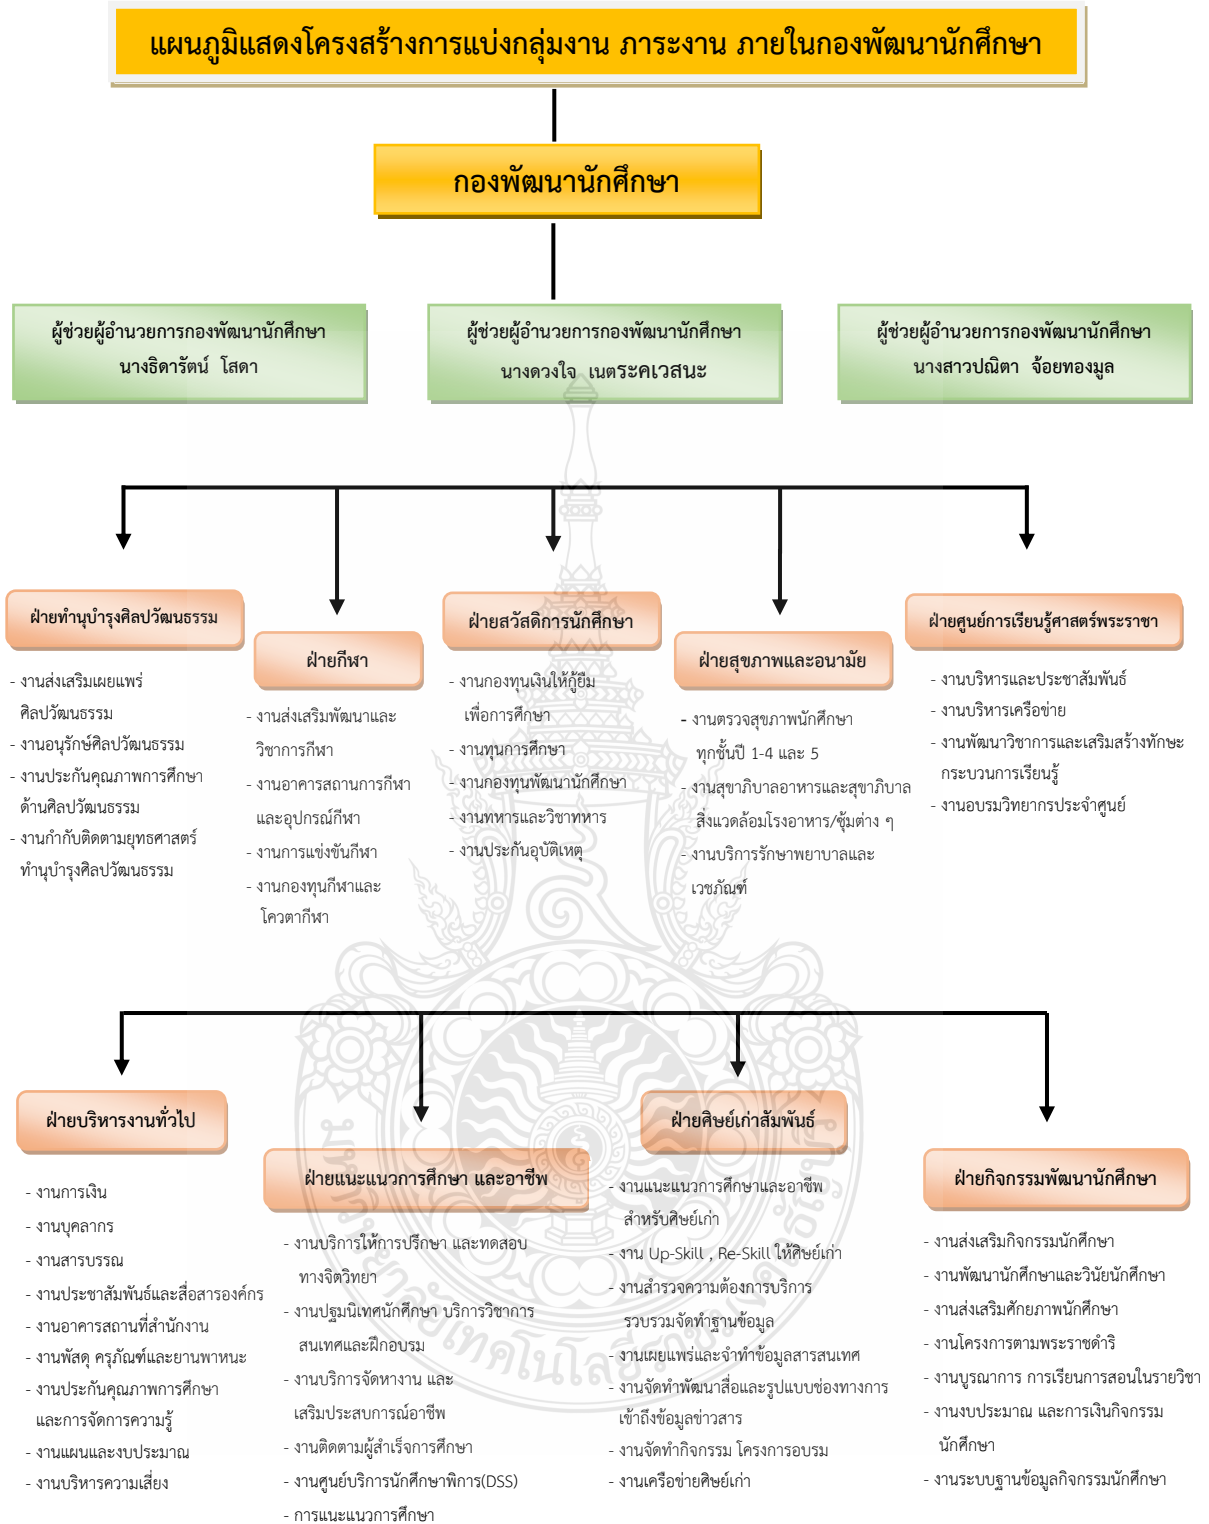 แผนภูมิแสดงโครงสร้างการแบ่งกลุ่มงาน ภาระงาน ภายในกองพัฒนานักศึกษา
กองพัฒนานักศึกษา
ผู้ช่วยผู้อำนวยการกองพัฒนานักศึกษา
นางธิดารัตน์ โสดา
ผู้ช่วยผู้อำนวยการกองพัฒนานักศึกษา
นางดวงใจ เนตระคเวสนะ
ผู้ช่วยผู้อำนวยการกองพัฒนานักศึกษา
นางสาวปณิตา จ้อยทองมูล
ฝ่ายทำนุบำรุงศิลปวัฒนธรรม
- งานส่งเสริมเผยแพร่
ศิลปวัฒนธรรม
- งานอนุรักษ์ศิลปวัฒนธรรม
- งานประกันคุณภาพการศึกษา
ด้านศิลปวัฒนธรรม
- งานกำกับติดตามยุทธศาสตร์
ทำนุบำรุงศิลปวัฒนธรรม
ฝ่ายกีฬา
- งานส่งเสริมพัฒนาและ
วิชาการกีฬา
- งานอาคารสถานการกีฬา
และอุปกรณ์กีฬา
- งานการแข่งขันกีฬา
- งานกองทุนกีฬาและ
โควตากีฬา
ฝ่ายสวัสดิการนักศึกษา
- งานกองทุนเงินให้กู้ยืม
เพื่อการศึกษา
- งานทุนการศึกษา
- งานกองทุนพัฒนานักศึกษา
- งานทหารและวิชาทหาร
- งานประกันอุบัติเหตุ
ฝ่ายสุขภาพและอนามัย
- งานตรวจสุขภาพนักศึกษา
ทุกชั้นปี 1-4 และ 5
- งานสุขาภิบาลอาหารและสุขาภิบาล
สิ่งแวดล้อมโรงอาหาร/ซุ้มต่าง ๆ
- งานบริการรักษาพยาบาลและ
เวชภัณฑ์
ฝ่ายศูนย์การเรียนรู้ศาสตร์พระราชา
- งานบริหารและประชาสัมพันธ์
- งานบริหารเครือข่าย
- งานพัฒนาวิชาการและเสริมสร้างทักษะ
กระบวนการเรียนรู้
- งานอบรมวิทยากรประจำศูนย์
ฝ่ายบริหารงานทั่วไป
- งานการเงิน
- งานบุคลากร
- งานสารบรรณ
- งานประชาสัมพันธ์และสื่อสารองค์กร
- งานอาคารสถานที่สำนักงาน
- งานพัสดุ ครุภัณฑ์และยานพาหนะ
- งานประกันคุณภาพการศึกษา
และการจัดการความรู้
- งานแผนและงบประมาณ
- งานบริหารความเสี่ยง
ฝ่ายแนะแนวการศึกษา และอาชีพ
- งานบริการให้การปรึกษา และทดสอบ
ทางจิตวิทยา
- งานปฐมนิเทศนักศึกษา บริการวิชาการ
สนเทศและฝึกอบรม
- งานบริการจัดหางาน และ
เสริมประสบการณ์อาชีพ
- งานติดตามผู้สำเร็จการศึกษา
- งานศูนย์บริการนักศึกษาพิการ(DSS)
- การแนะแนวการศึกษา
ฝ่ายศิษย์เก่าสัมพันธ์
- งานแนะแนวการศึกษาและอาชีพ
สำหรับศิษย์เก่า
- งาน Up-Skill , Re-Skill ให้ศิษย์เก่า
- งานสำรวจความต้องการบริการ
รวบรวมจัดทำฐานข้อมูล
- งานเผยแพร่และจำทำข้อมูลสารสนเทศ
- งานจัดทำพัฒนาสื่อและรูปแบบช่องทางการ
เข้าถึงข้อมูลข่าวสาร
- งานจัดทำกิจกรรม โครงการอบรม
- งานเครือข่ายศิษย์เก่า
ฝ่ายกิจกรรมพัฒนานักศึกษา
- งานส่งเสริมกิจกรรมนักศึกษา
- งานพัฒนานักศึกษาและวินัยนักศึกษา
- งานส่งเสริมศักยภาพนักศึกษา
- งานโครงการตามพระราชดำริ
- งานบูรณาการ การเรียนการสอนในรายวิชา
- งานงบประมาณ และการเงินกิจกรรม
นักศึกษา
- งานระบบฐานข้อมูลกิจกรรมนักศึกษา